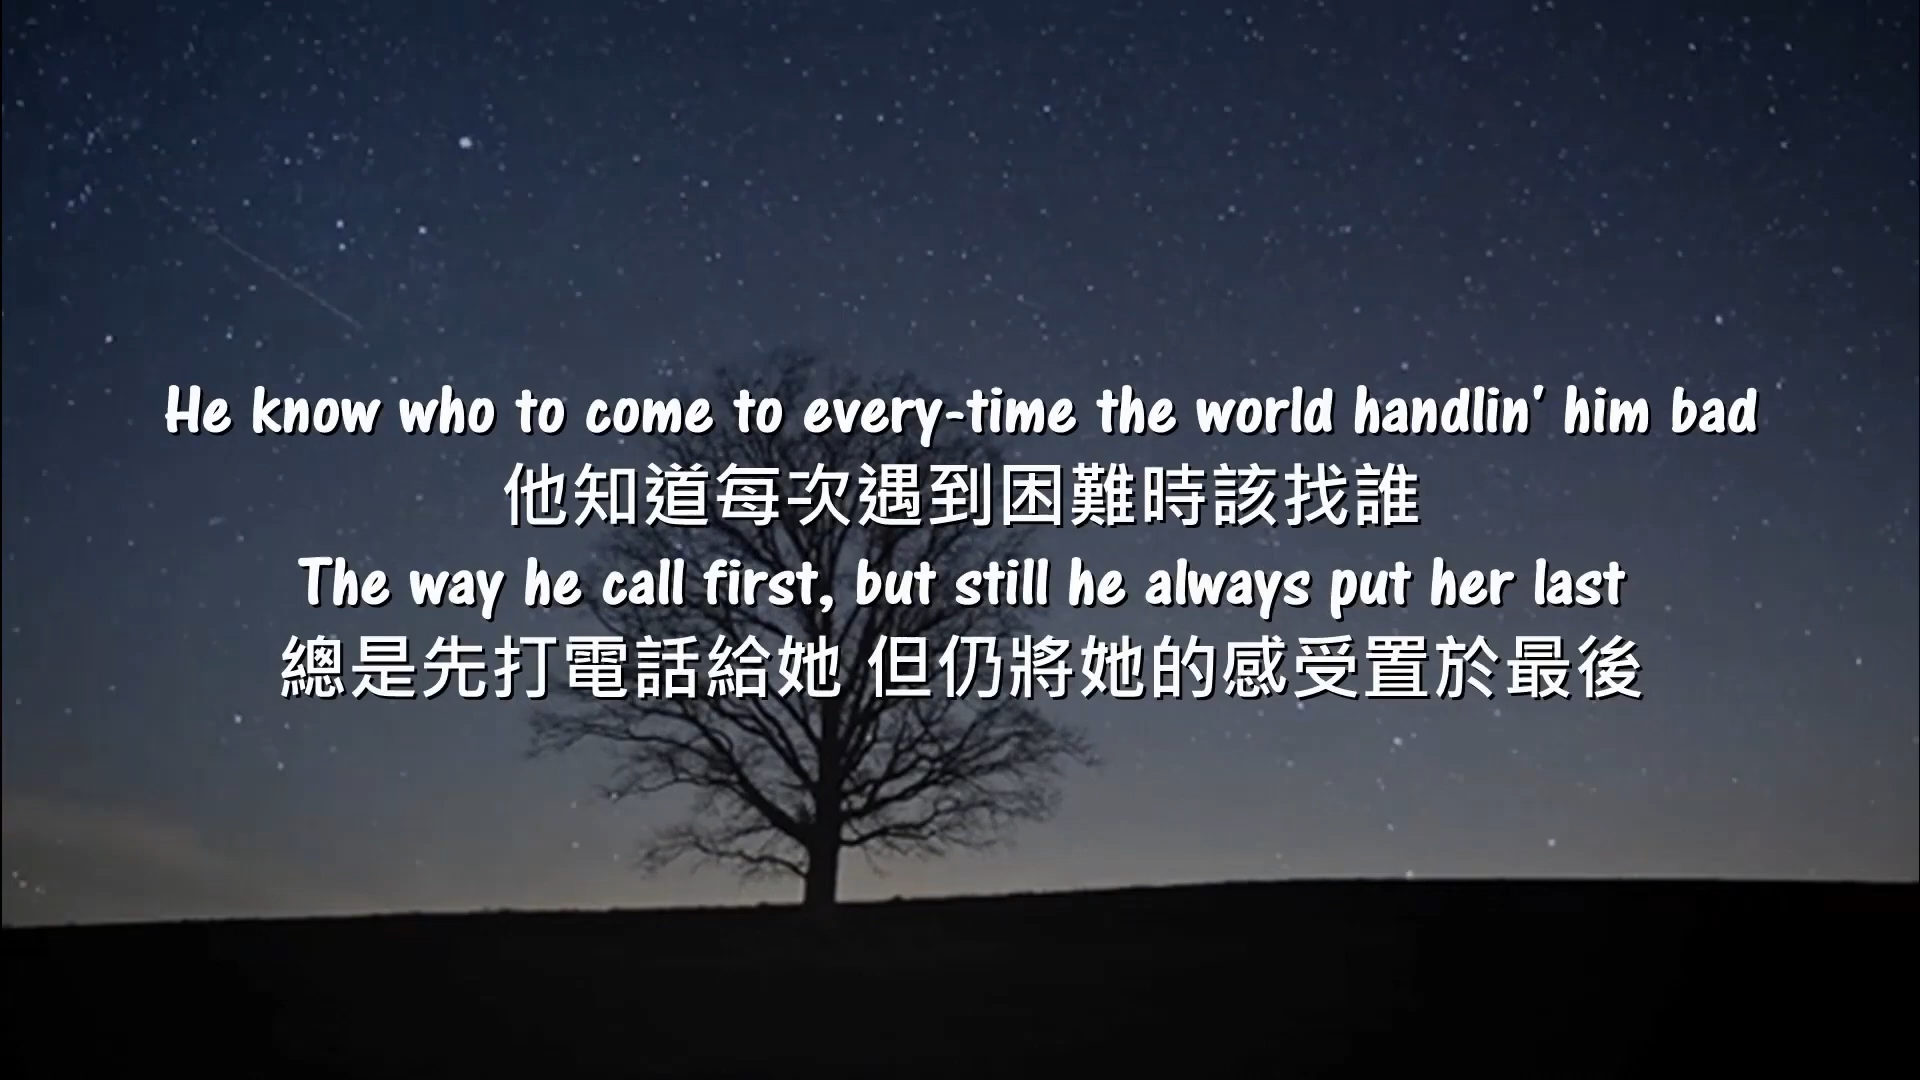 He know who to come to every-time the world handlin' him bad
他知道每次遇到困難時該找誰
The way he call first, but still he always put her last
總是先打電話給她 但仍將她的感受置於最後